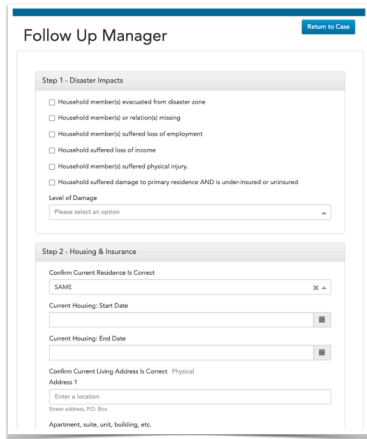 Follow Up Manager
Return to Case
Step 1 - Disaster Impacts
Household member(s) evacuated from disaster zone
Household member(s) or relation(s) missing
Household member(s) suffered loss of employment
Household suffered loss of income
Household member(s) suffered physical injury.
Household suffered damage to primary residence AND is under-insured or uninsured
Level of Damage
Please select an option
Step 2 - Housing & Insurance
Confirm Current Residence Is Correct
SAME
Current Housing: Start Date
Current Housing: End Date
Confirm Current Living Address Is Correct Physical
Address 1
Enter a location
Street address, P.O. Box
Apartment, suite, unit, building, etc.